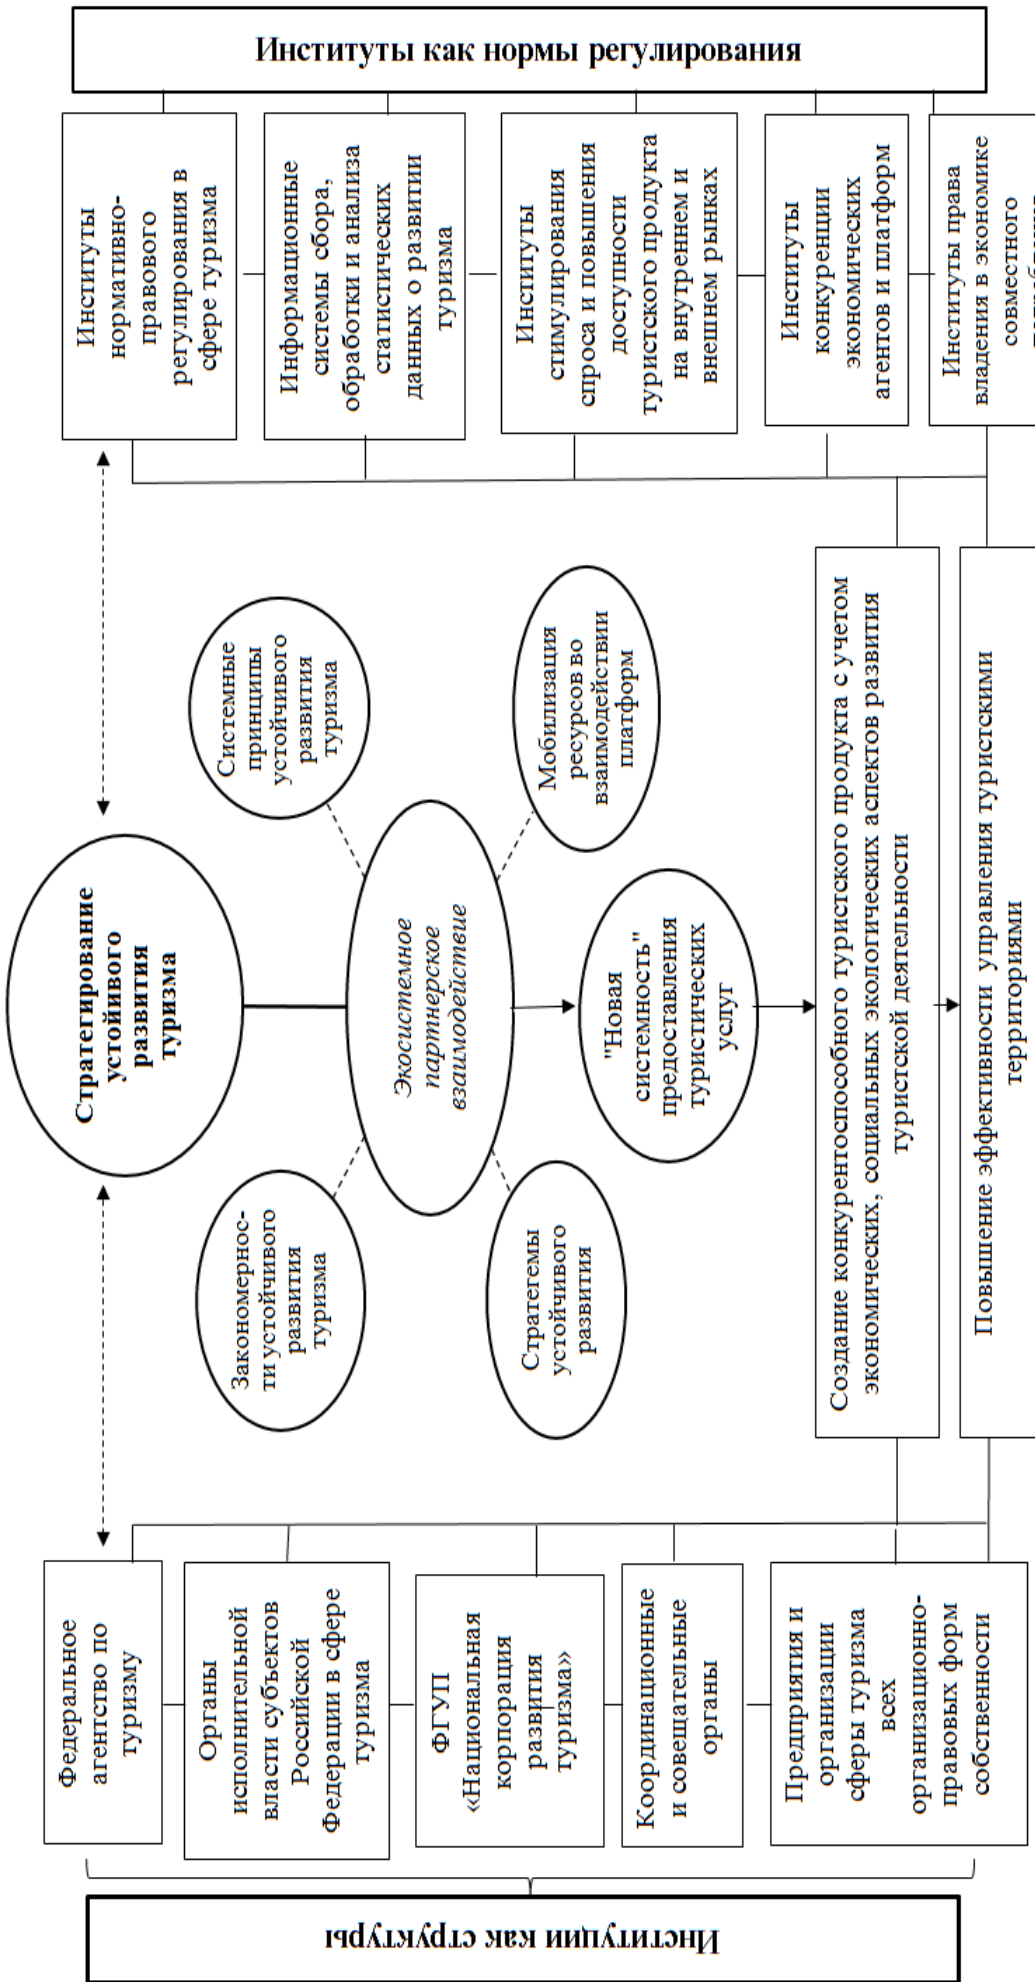 Институции как структуры
Федеральное
агентство по
туризму
Органы
исполнительной
власти субъектов
Российской
Федерации в сфере
туризма
ФГУП
«Национальная
корпорация
развития
туризма»
Координационные
и совещательные
органы
Предприятия и
организации
сферы туризма
всех
организационно-
правовых форм
собственности
Стратегирование
устойчивого
развития
туризма
Закономернос-
ти устойчивого
развития
туризма
Системные
принципы
устойчивого
развития
туризма
Экосистемное
партнерское
взаимодействие
Стратегемы
устойчивого
развития
Мобилизация
ресурсов во
взаимодействии
платформ
"Новая
системность"
предоставления
туристических
услуг
Создание конкурентоспособного туристского продукта с учетом
экономических, социальных экологических аспектов развития
туристской деятельности
Повышение эффективности управления туристскими
территориями
Институты
нормативно-
правового
регулирования в
сфере туризма
Информационные
системы сбора,
обработки и анализа
статистических
данных о развитии
туризма
Институты
стимулирования
спроса и повышения
доступности
туристского продукта
на внутреннем и
внешнем рынках
Институты
конкуренции
экономических
агентов и платформ
Институты права
владения в экономике
совместного
Институты как нормы регулирования